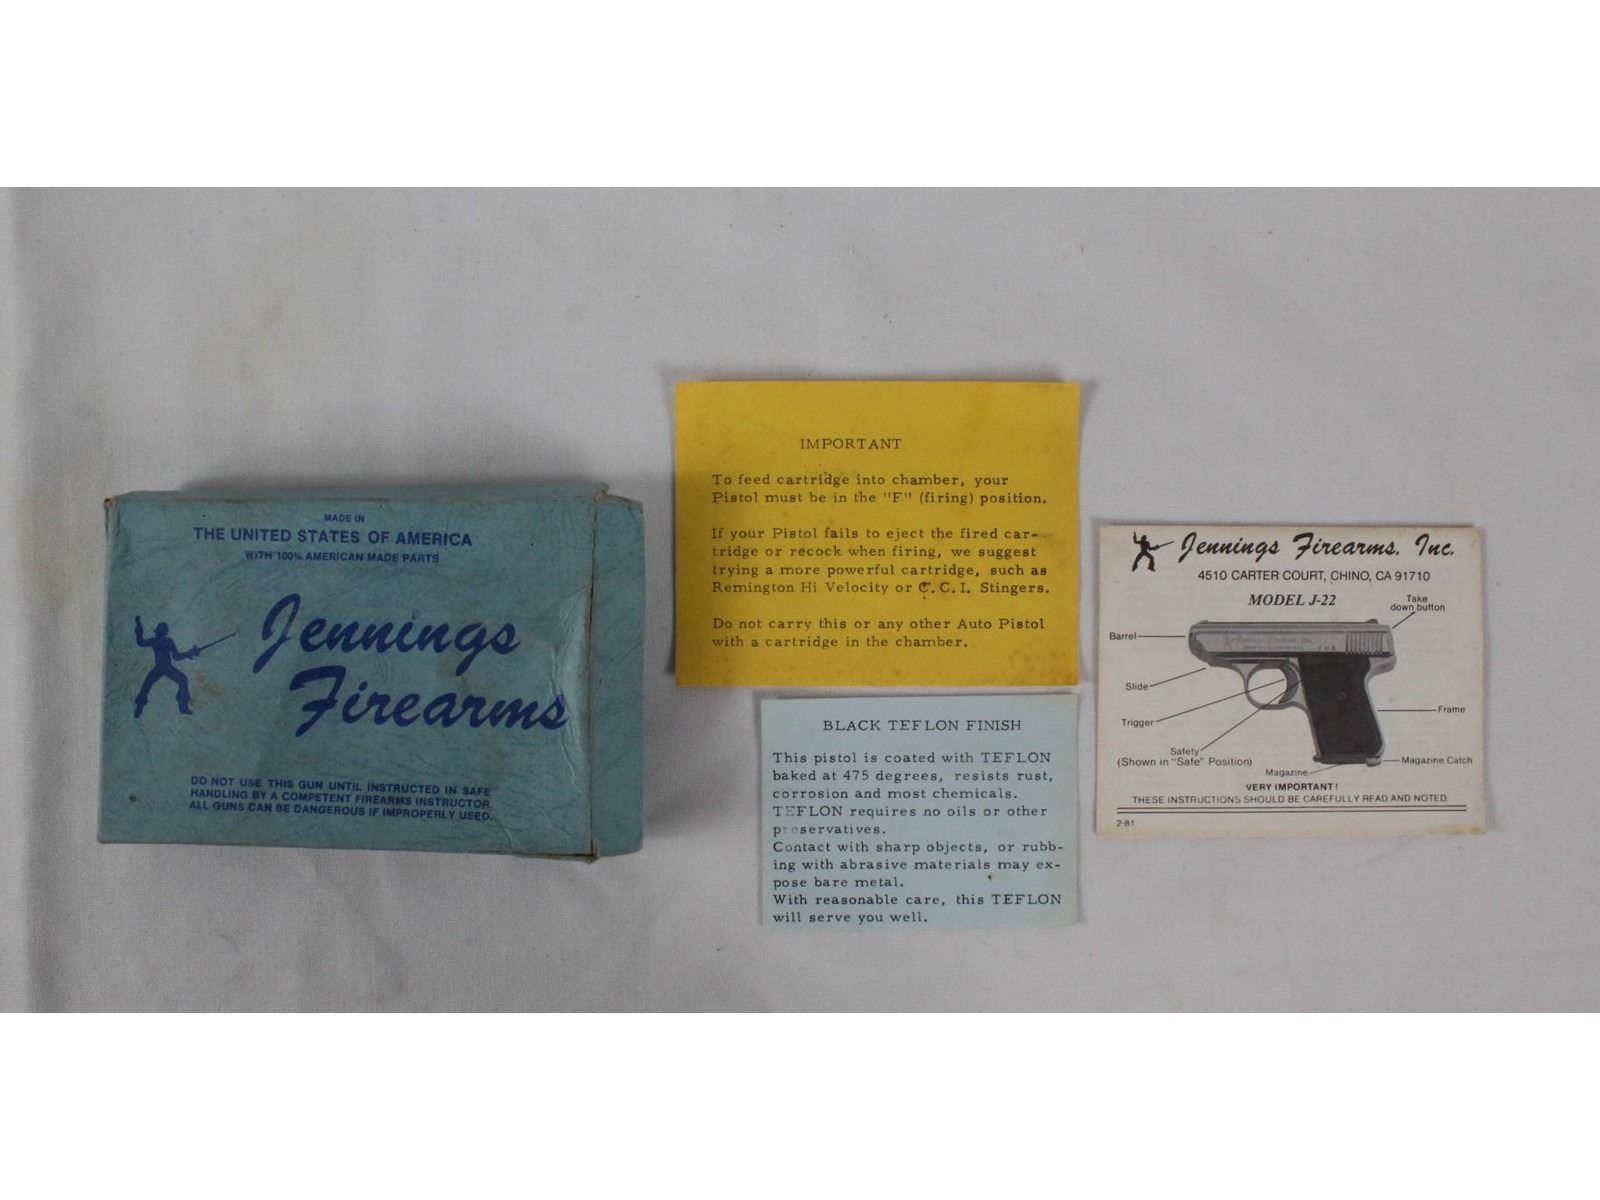 MADE IN
THE UNITED STATES OF AMERICA
WITH 100% AMERICAN MADE PARTS
Jennings
Firearms
DO NOT USE THIS GUN UNTIL INSTRUCTED IN SAFE
HANDLING BY A COMPETENT FIREARMS INSTRUCTOR.
ALL GUNS CAN BE DANGEROUS IF IMPROPERLY USED.
IMPORTANT
To feed cartridge into chamber, your
Pistol must be in the "F" (firing) position.
If your Pistol fails to eject the fired car-
tridge or recock when firing, we suggest
trying a more powerful cartridge, such as
Remington Hi Velocity or C.C.I. Stingers.
Do not carry this or any other Auto Pistol
with a cartridge in the chamber.
BLACK TEFLON FINISH
This pistol is coated with TEFLON
baked at 475 degrees, resists rust,
corrosion and most chemicals.
TEFLON requires no oils or other
preservatives.
Contact with sharp objects, or rubb-
ing with abrasive materials may ex-
pose bare metal.
With reasonable care, this TEFLON
will serve you well.
Jennings Firearms, Inc.
4510 CARTER COURT, CHINO, CA 91710
MODEL J-22
Take
down button
Barrel
Slide
Trigger
Frame
Safety
(Shown in "Safe" Position)
Magazine Catch
Magazine
VERY IMPORTANT!
THESE INSTRUCTIONS SHOULD BE CAREFULLY READ AND NOTED.
2-81